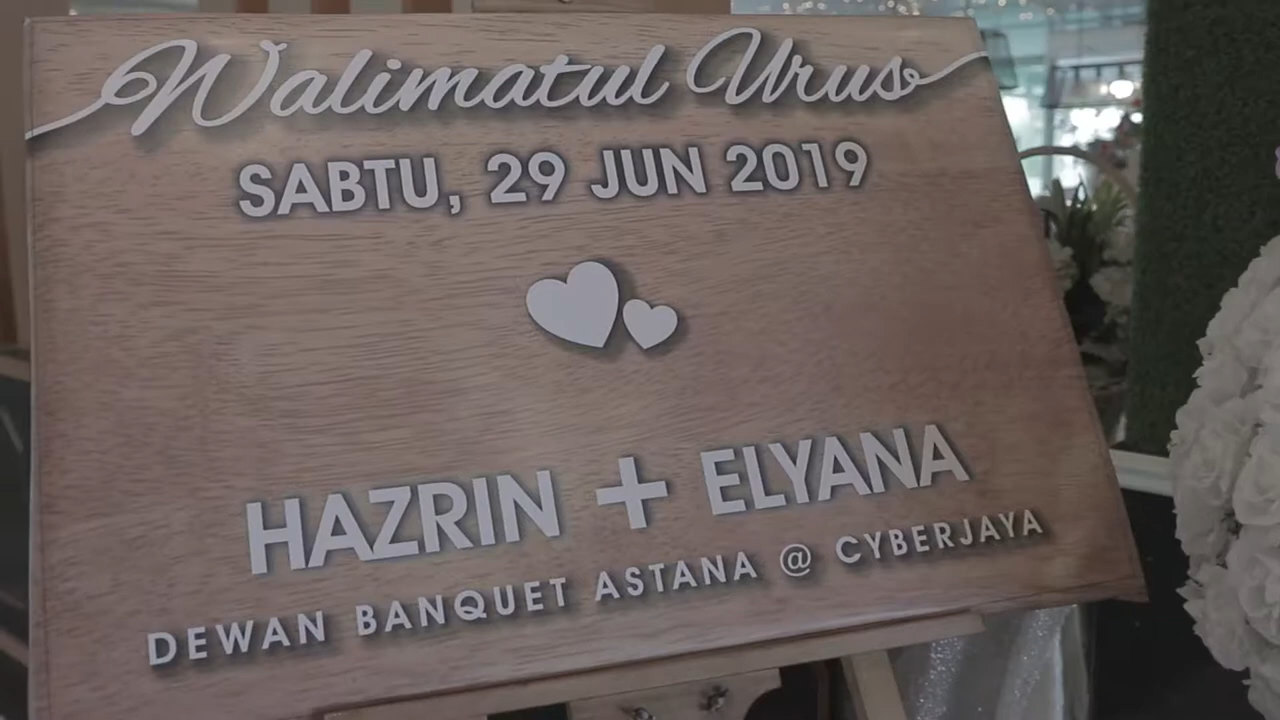 Walimatul Urus
SABTU, 29 JUN 2019
HAZRIN + ELYANA
DEWAN BANQUET ASTANA @ CYBERJAYA